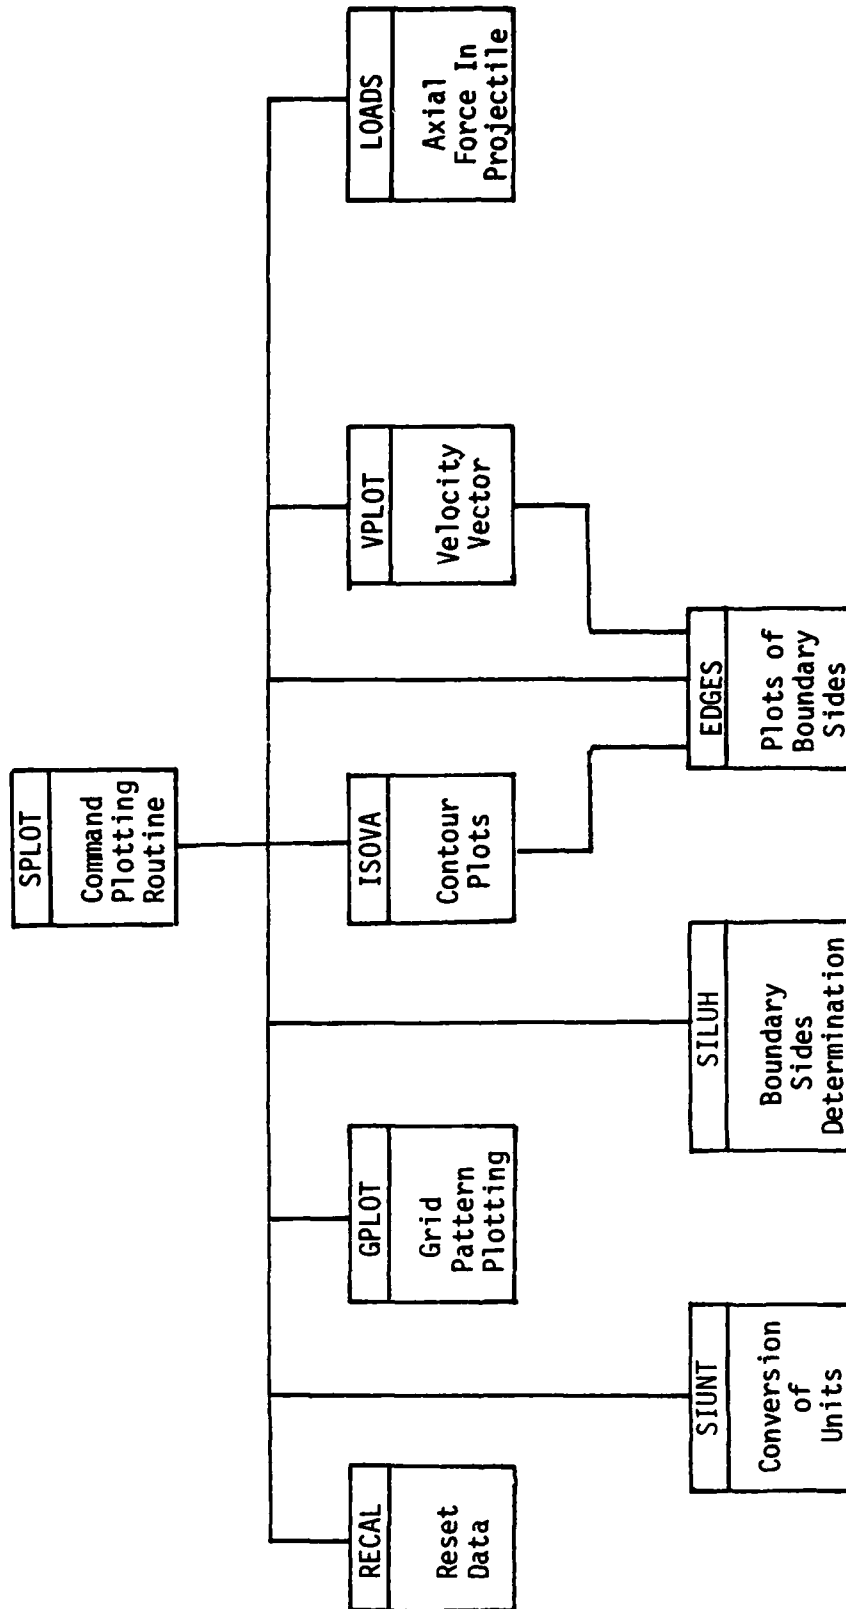 SPLOT
Command
Plotting
Routine
RECAL
Reset
Data
GPLOT
Grid
Pattern
Plotting
ISOVA
Contour
Plots
VPLOT
Velocity
Vector
LOADS
Axial
Force In
Projectile
SIUNT
Conversion
of
Units
SILUH
Boundary
Sides
Determination
EDGES
Plots of
Boundary
Sides